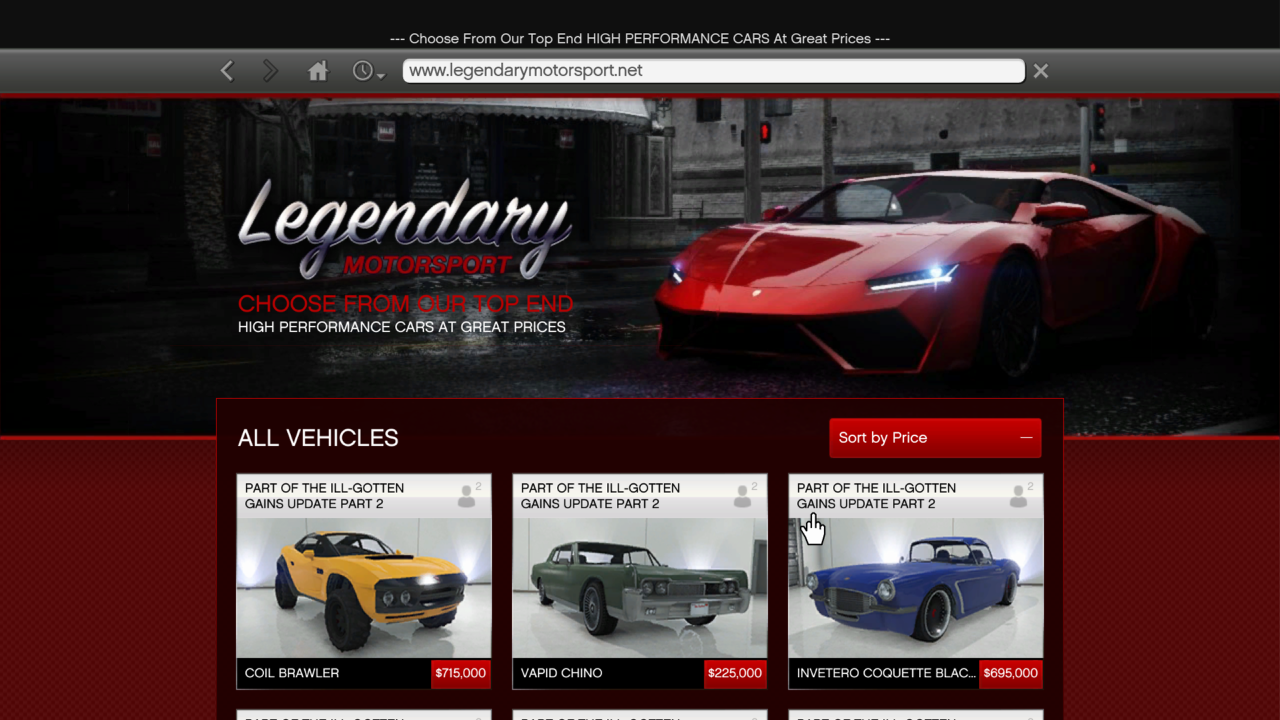 --- Choose From Our Top End HIGH PERFORMANCE CARS At Great Prices ---
www.legendarymotorsport.net
SALE!
Legendary
MOTORSPORT
CHOOSE FROM OUR TOP END
HIGH PERFORMANCE CARS AT GREAT PRICES
ALL VEHICLES
Sort by Price
PART OF THE ILL-GOTTEN
GAINS UPDATE PART 2
2
PART OF THE ILL-GOTTEN
GAINS UPDATE PART 2
2
PART OF THE ILL-GOTTEN
GAINS UPDATE PART 2
2
COIL BRAWLER
$715,000
VAPID CHINO
$225,000
INVETERO COQUETTE BLAC...
$695,000